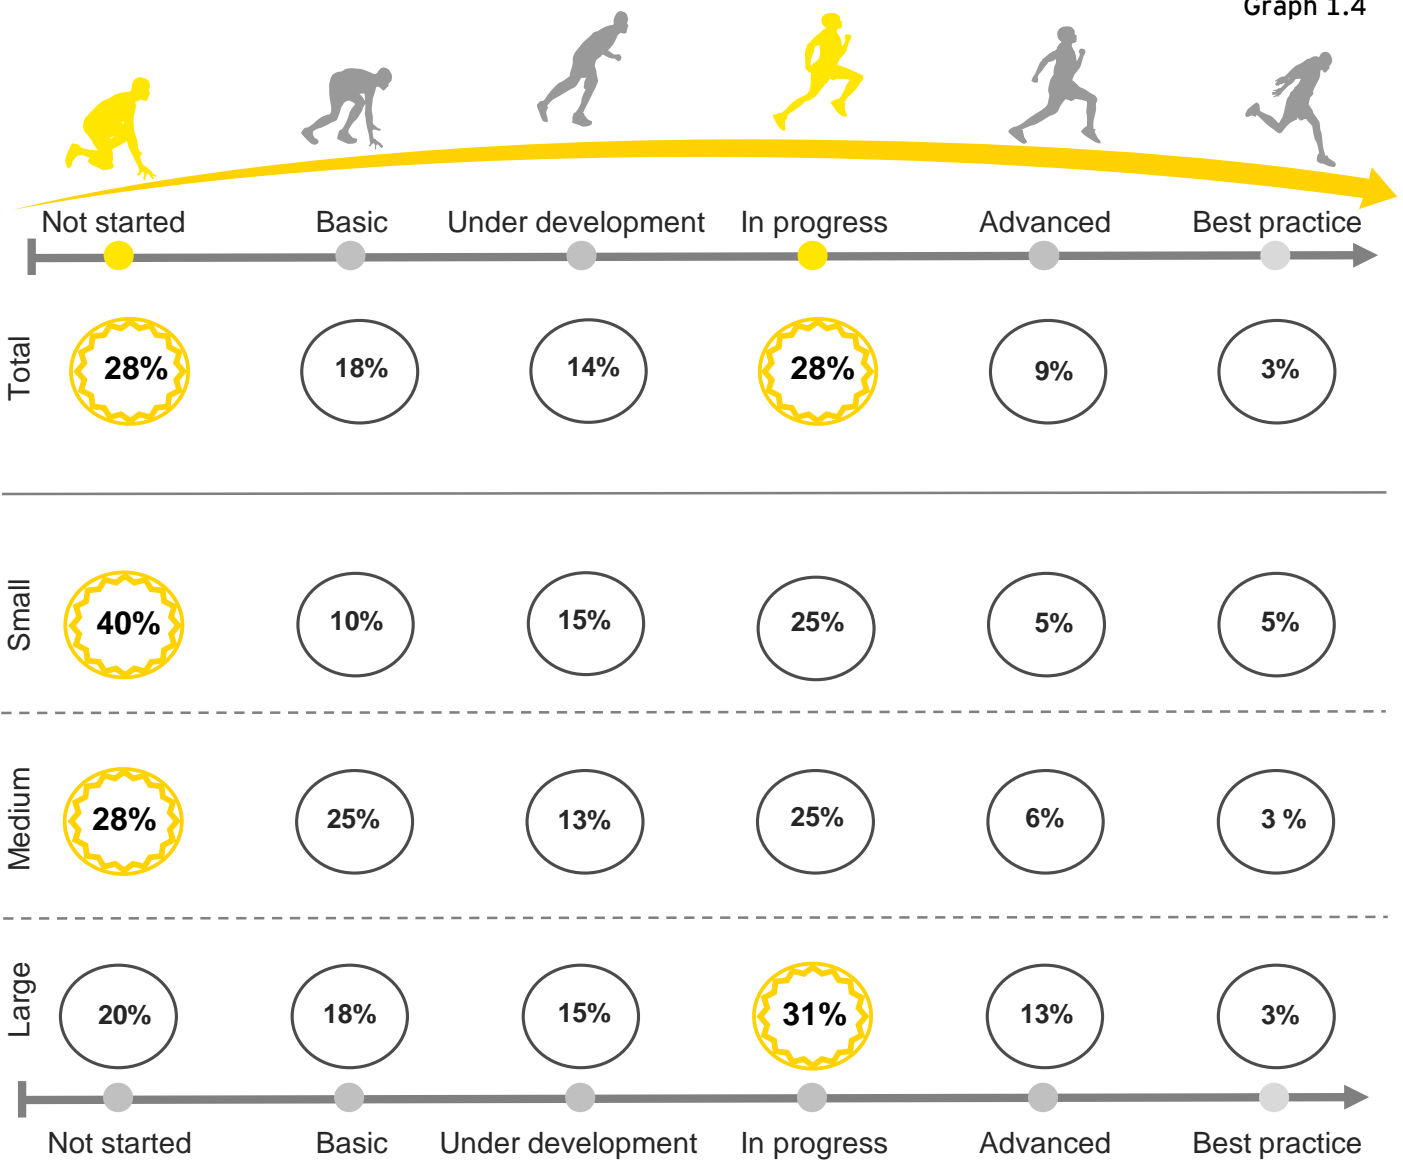 Graph 1.4
Not started Basic Under development In progress Advanced Best practice
Total 28% 18% 14% 28% 9% 3%
Small 40% 10% 15% 25% 5% 5%
Medium 28% 25% 13% 25% 6% 3 %
Large 20% 18% 15% 31% 13% 3%
Not started Basic Under development In progress Advanced Best practice